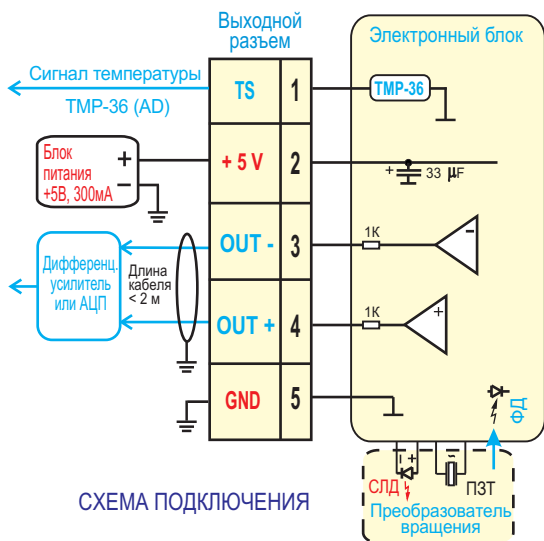 Выходной
разъем
Электронный блок
Сигнал температуры
TMP-36 (AD)
TS
1
TMP-36
Блок
питания
+5В, 300мА
+
−
+ 5 V
2
+
33 µF
Дифференц.
усилитель
или АЦП
Длина
кабеля
< 2 м
OUT -
3
1К
-
OUT +
4
1К
+
GND
5
ФД
СЛД
− +
~
ПЗТ
Преобразователь
вращения
СХЕМА ПОДКЛЮЧЕНИЯ